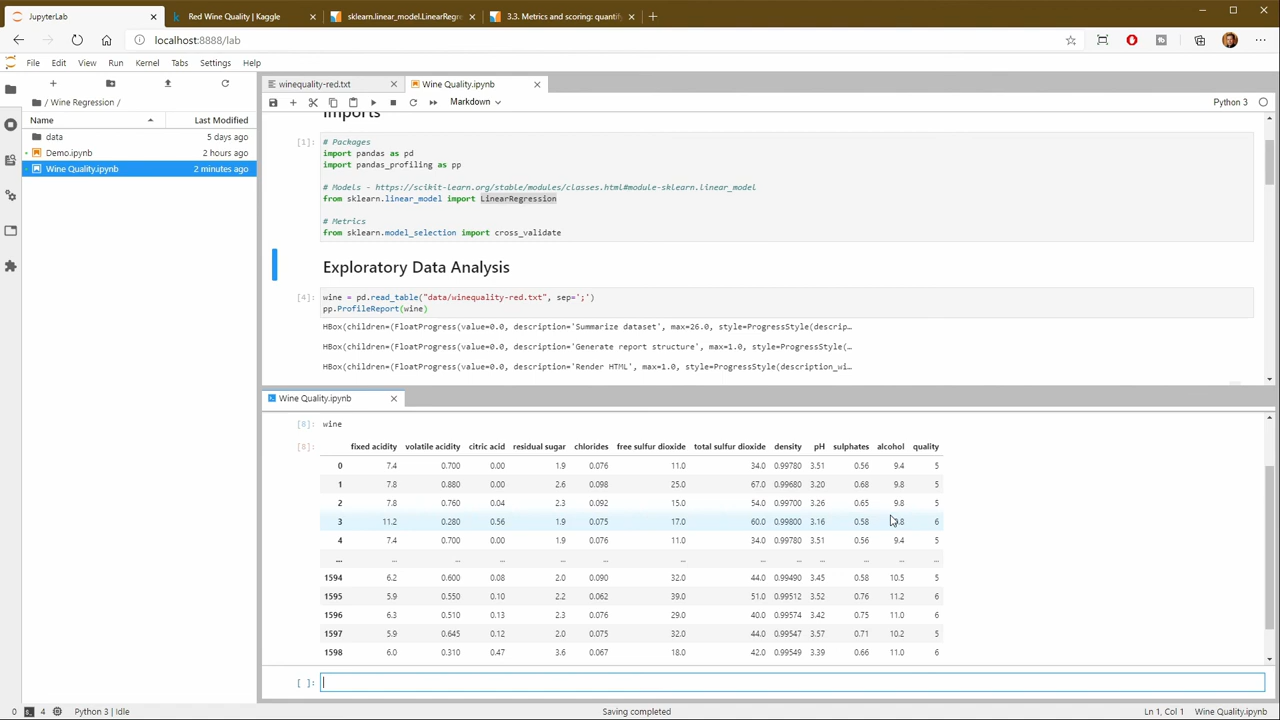 JupyterLab
Red Wine Quality | Kaggle
sklearn.linear_model.LinearRegr
3.3. Metrics and scoring: quantif
localhost:8888/lab
File Edit View Run Kernel Tabs Settings Help
/ Wine Regression /
Name Last Modified
data 5 days ago
Demo.ipynb 2 hours ago
Wine Quality.ipynb 2 minutes ago
winequality-red.txt
Wine Quality.ipynb
Markdown
Python 3
Imports
[1]:
# Packages
import pandas as pd
import pandas_profiling as pp
# Models - https://scikit-learn.org/stable/modules/classes.html#module-sklearn.linear_model
from sklearn.linear_model import LinearRegression
# Metrics
from sklearn.model_selection import cross_validate
Exploratory Data Analysis
[4]:
wine = pd.read_table("data/winequality-red.txt", sep=';')
pp.ProfileReport(wine)
HBox(children=(FloatProgress(value=0.0, description='Summarize dataset', max=26.0, style=ProgressStyle(descrip…
HBox(children=(FloatProgress(value=0.0, description='Generate report structure', max=1.0, style=ProgressStyle(…
HBox(children=(FloatProgress(value=0.0, description='Render HTML', max=1.0, style=ProgressStyle(description_wi…
Wine Quality.ipynb
[8]: wine
[8]:
fixed acidity volatile acidity citric acid residual sugar chlorides free sulfur dioxide total sulfur dioxide density pH sulphates alcohol quality
0 7.4 0.700 0.00 1.9 0.076 11.0 34.0 0.99780 3.51 0.56 9.4 5
1 7.8 0.880 0.00 2.6 0.098 25.0 67.0 0.99680 3.20 0.68 9.8 5
2 7.8 0.760 0.04 2.3 0.092 15.0 54.0 0.99700 3.26 0.65 9.8 5
3 11.2 0.280 0.56 1.9 0.075 17.0 60.0 0.99800 3.16 0.58 9.8 6
4 7.4 0.700 0.00 1.9 0.076 11.0 34.0 0.99780 3.51 0.56 9.4 5
... ... ... ... ... ... ... ... ... ... ... ... ...
1594 6.2 0.600 0.08 2.0 0.090 32.0 44.0 0.99490 3.45 0.58 10.5 5
1595 5.9 0.550 0.10 2.2 0.062 39.0 51.0 0.99512 3.52 0.76 11.2 6
1596 6.3 0.510 0.13 2.3 0.076 29.0 40.0 0.99574 3.42 0.75 11.0 6
1597 5.9 0.645 0.12 2.0 0.075 32.0 44.0 0.99547 3.57 0.71 10.2 5
1598 6.0 0.310 0.47 3.6 0.067 18.0 42.0 0.99549 3.39 0.66 11.0 6
[ ]:
0 4 Python 3 | Idle Saving completed Ln 1, Col 1 Wine Quality.ipynb